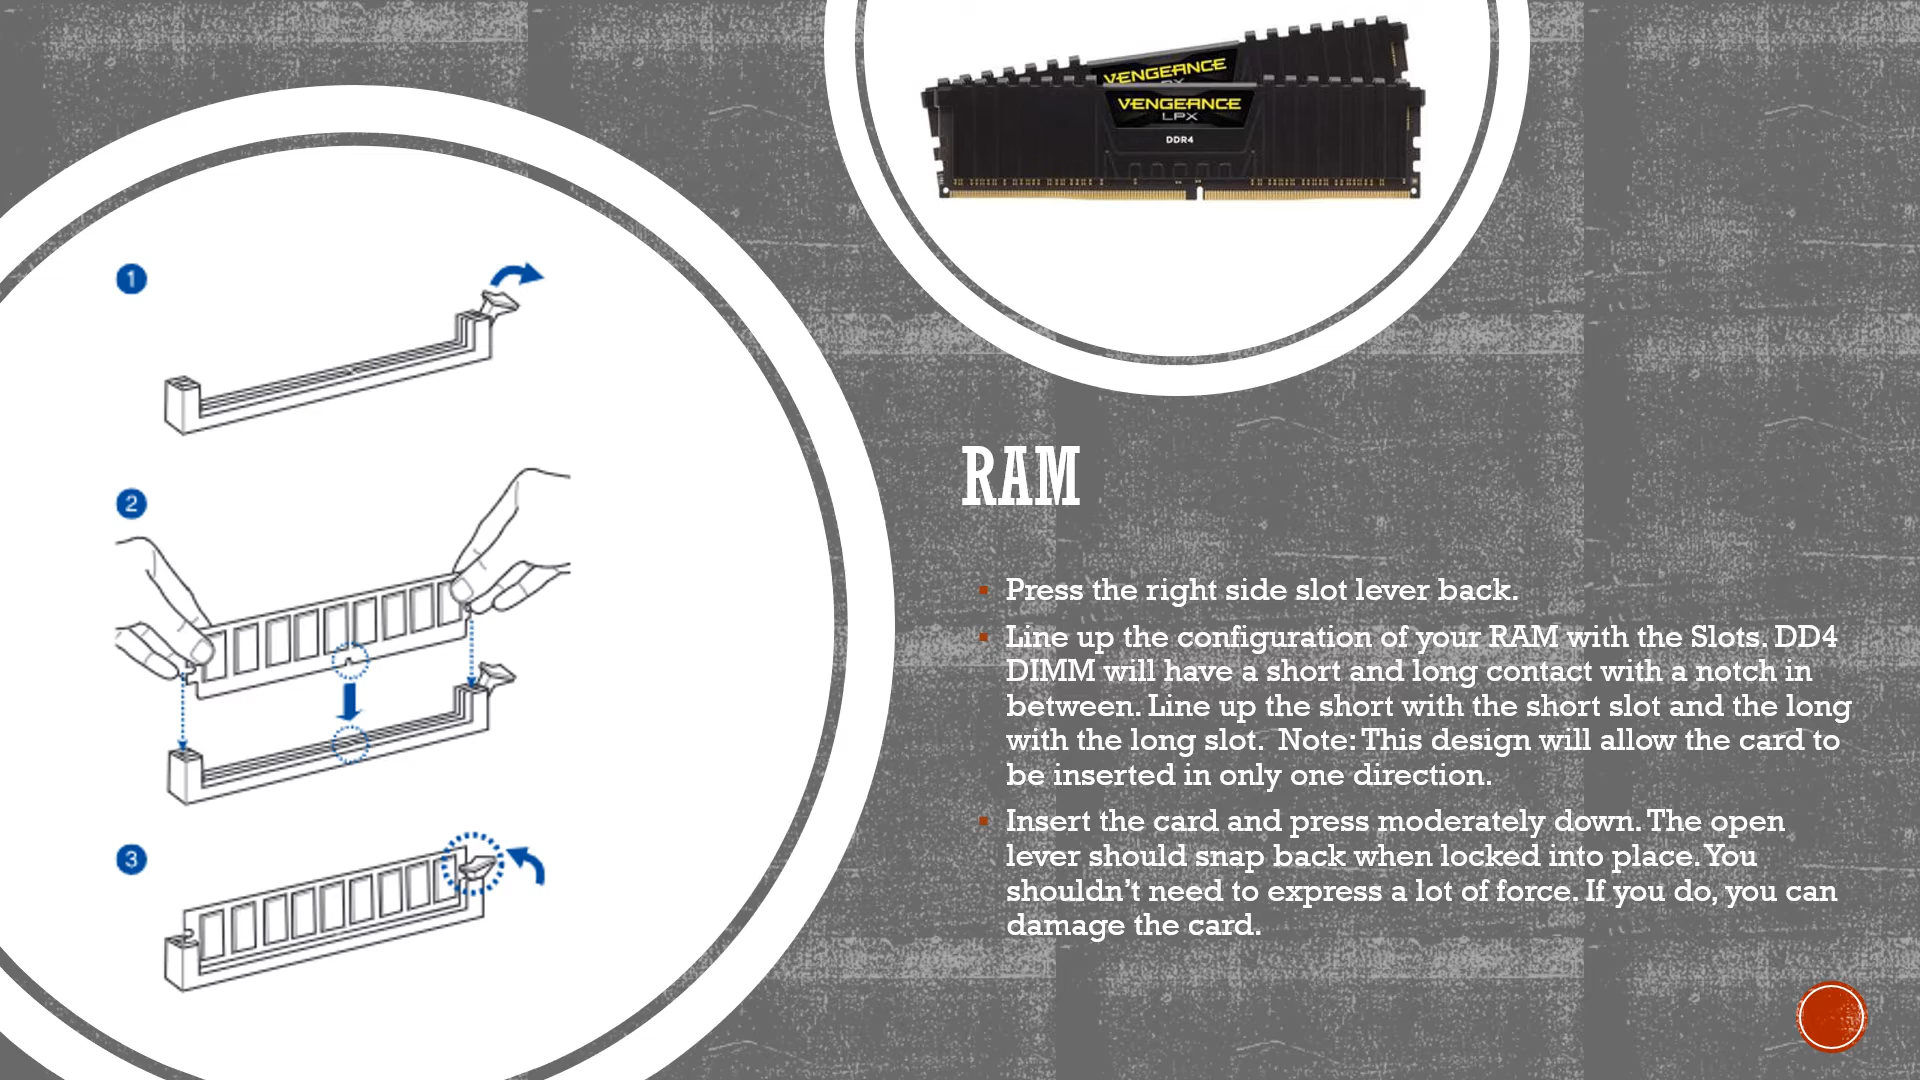 VENGEANCE
VENGEANCE
LPX
DDR4
1
2
3
RAM
Press the right side slot lever back.
Line up the configuration of your RAM with the Slots. DD4
DIMM will have a short and long contact with a notch in
between. Line up the short with the short slot and the long
with the long slot.  Note: This design will allow the card to
be inserted in only one direction.
Insert the card and press moderately down. The open
lever should snap back when locked into place. You
shouldn’t need to express a lot of force. If you do, you can
damage the card.